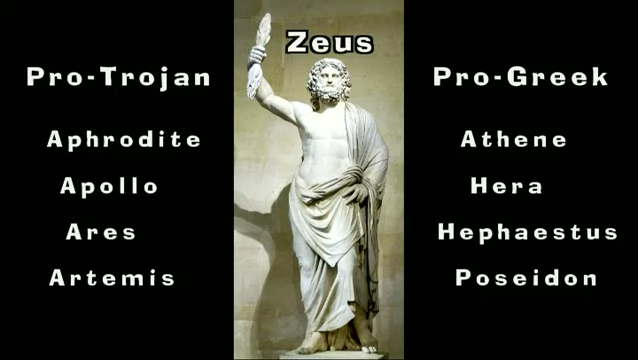 Zeus
Pro-Trojan
Aphrodite
Apollo
Ares
Artemis
Pro-Greek
Athene
Hera
Hephaestus
Poseidon